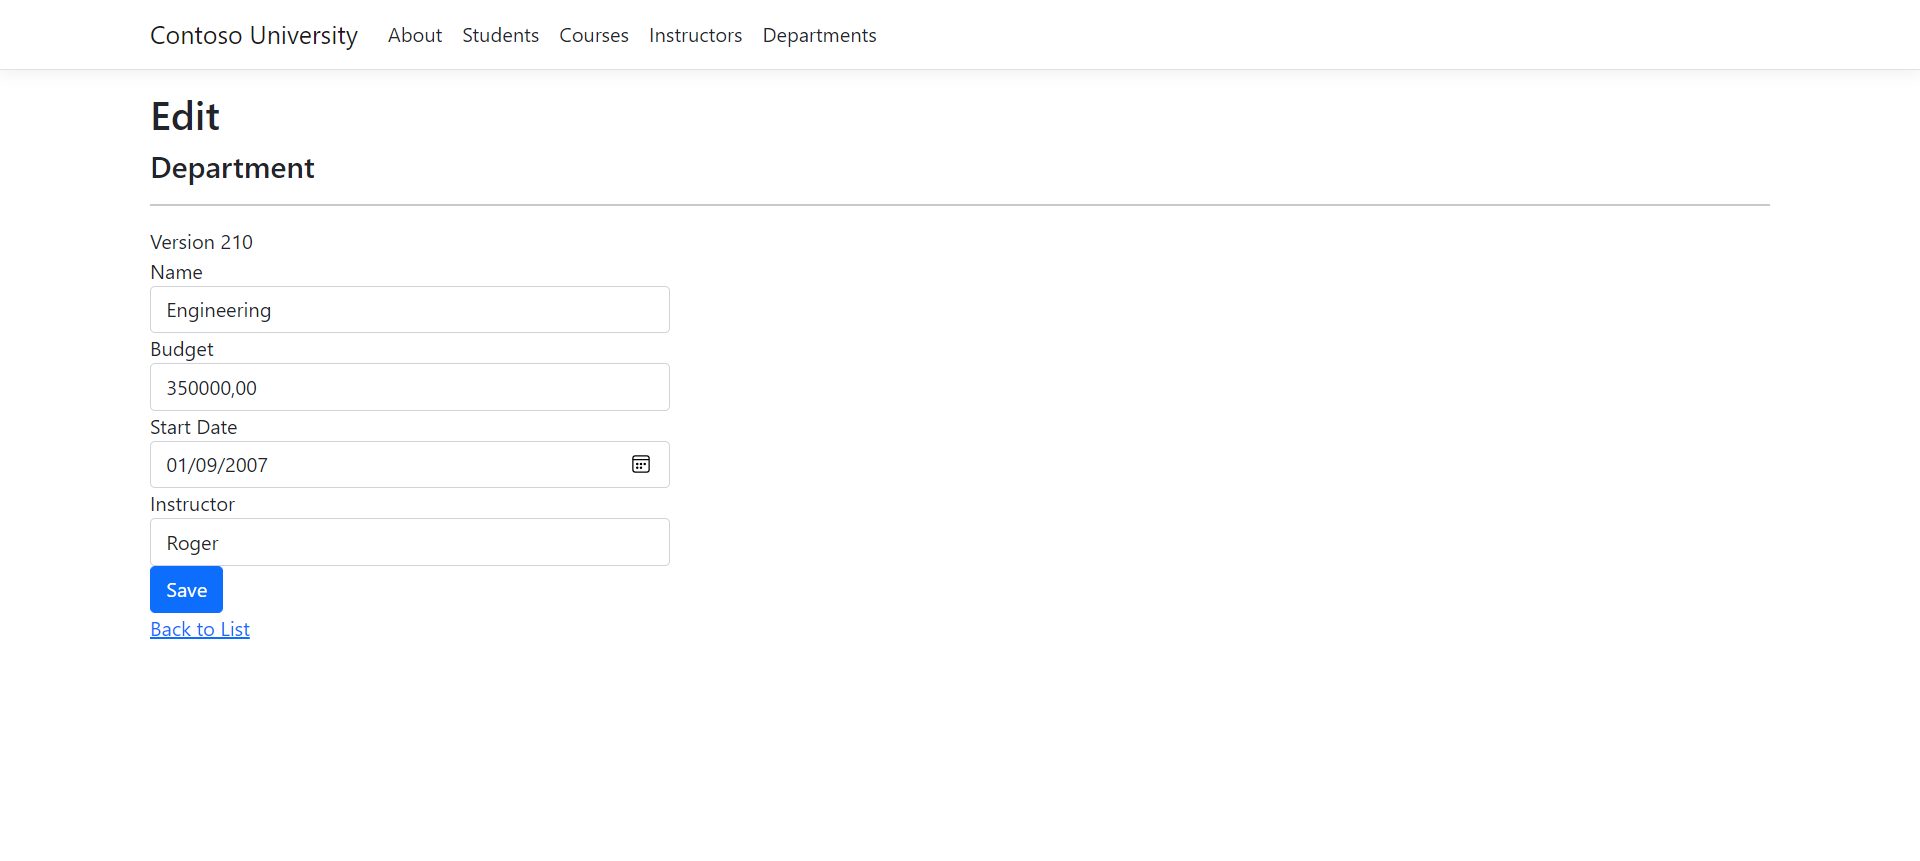 Contoso University About Students Courses Instructors Departments
Edit
Department
Version 210
Name
Engineering
Budget
350000,00
Start Date
01/09/2007
Instructor
Roger
Save
Back to List